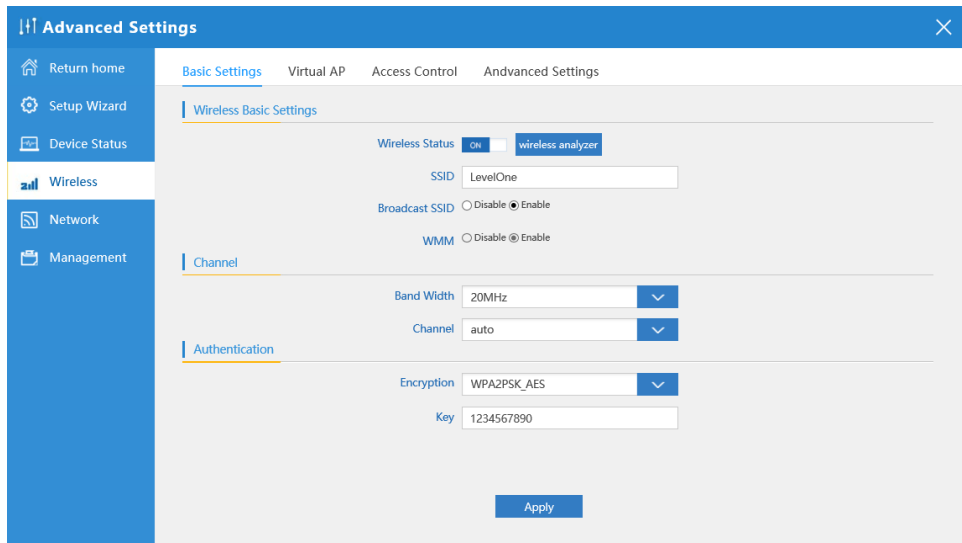 Advanced Settings
Return home
Setup Wizard
Device Status
Wireless
Network
Management
Basic Settings Virtual AP Access Control Andvanced Settings
Wireless Basic Settings
Wireless Status ON wireless analyzer
SSID LevelOne
Broadcast SSID Disable Enable
WMM Disable Enable
Channel
Band Width 20MHz
Channel auto
Authentication
Encryption WPA2PSK_AES
Key 1234567890
Apply